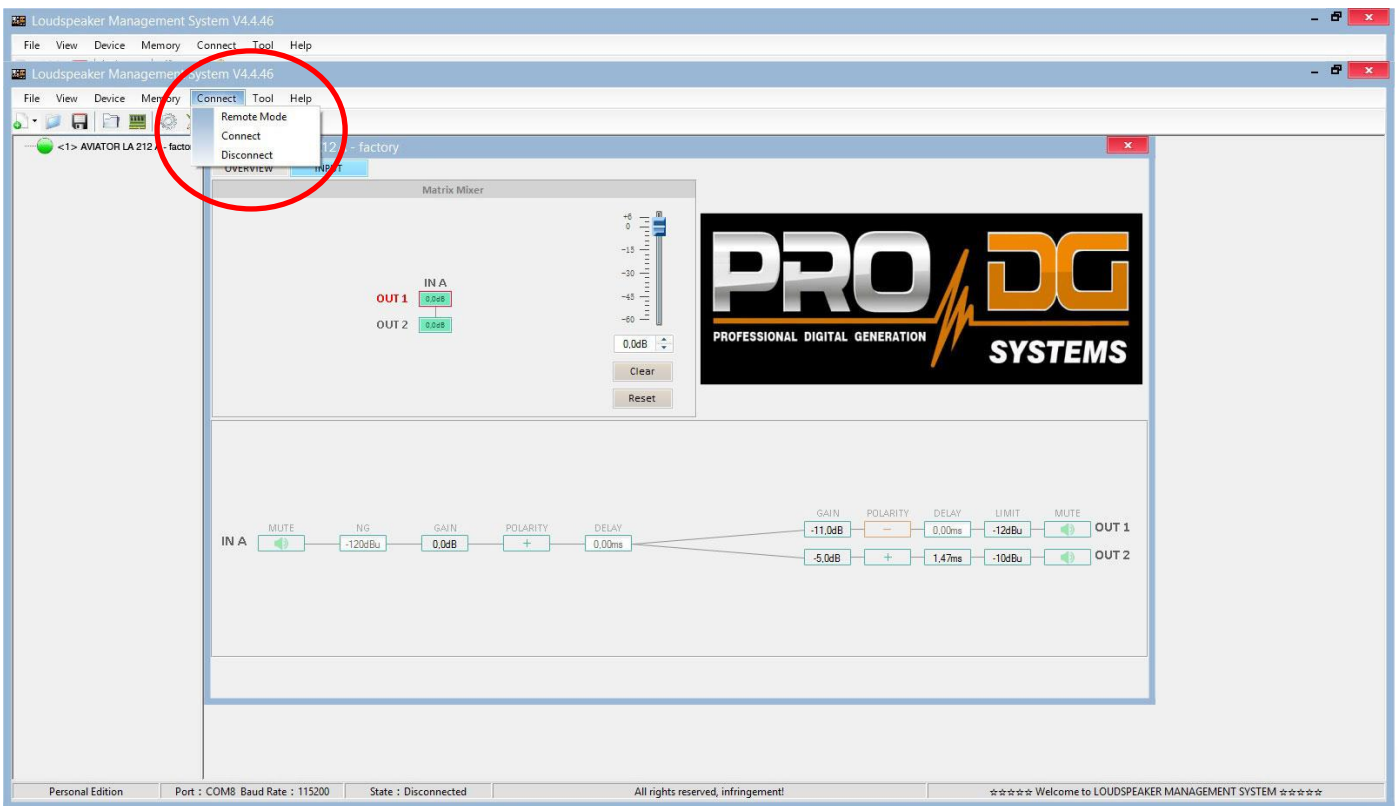 Loudspeaker Management System V4.4.46
File View Device Memory Connect Tool Help
Loudspeaker Management System V4.4.46
File View Device Memory Connect Tool Help
Remote Mode
Connect
Disconnect
<1> AVIATOR LA 212 A - facto
12 - factory
OVERVIEW INPUT
Matrix Mixer
+6
0
-15
-30
-45
-60
IN A
OUT 1 0,0dB
OUT 2 0,0dB
0,0dB
Clear
Reset
PRO DG
PROFESSIONAL DIGITAL GENERATION
SYSTEMS
MUTE NG GAIN POLARITY DELAY
IN A -120dBu 0,0dB + 0,00ms
GAIN POLARITY DELAY LIMIT MUTE
-11,0dB - 0,00ms -12dBu OUT 1
-5,0dB + 1,47ms -10dBu OUT 2
Personal Edition Port : COM8 Baud Rate : 115200 State : Disconnected All rights reserved, infringement! ☆☆☆☆☆ Welcome to LOUDSPEAKER MANAGEMENT SYSTEM ☆☆☆☆☆